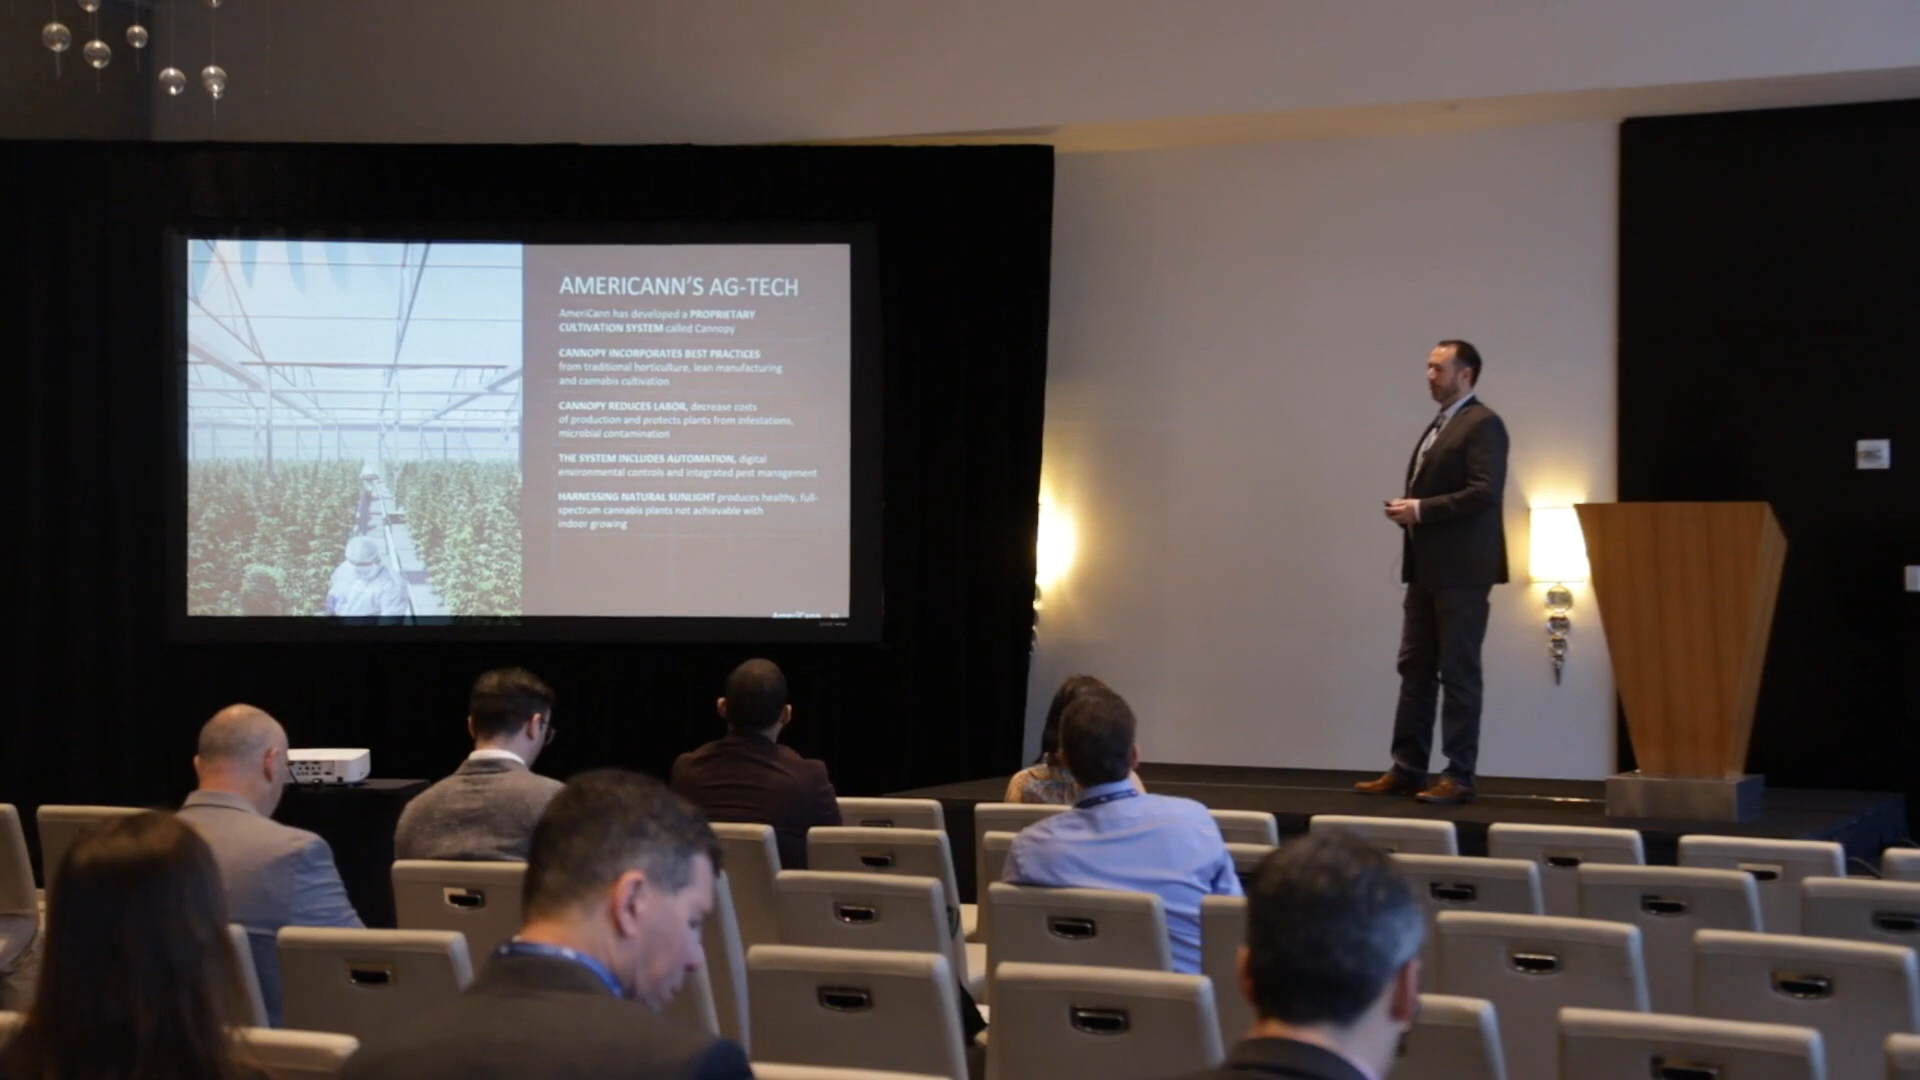 AMERICANN'S AG-TECH
AmeriCann has developed a PROPRIETARY
CULTIVATION SYSTEM called Cannopy
CANNOPY INCORPORATES BEST PRACTICES
from traditional horticulture, lean manufacturing
and cannabis cultivation
CANNOPY REDUCES LABOR, decrease costs
of production and protects plants from infestations,
microbial contamination
THE SYSTEM INCLUDES AUTOMATION, digital
environmental controls and integrated pest management
HARNESSING NATURAL SUNLIGHT produces healthy, full-
spectrum cannabis plants not achievable with
indoor growing
AmeriCann